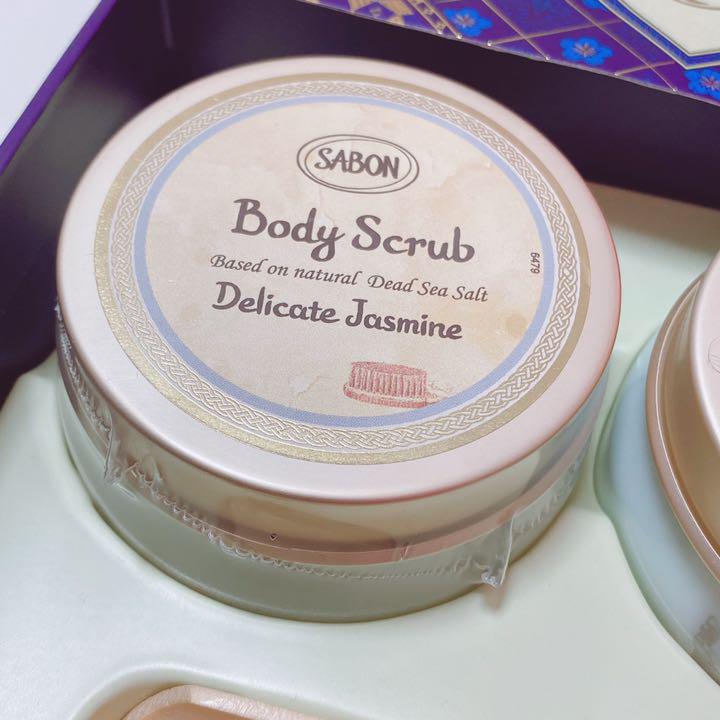 SABON
Body Scrub
Based on natural Dead Sea Salt
Delicate Jasmine
6479